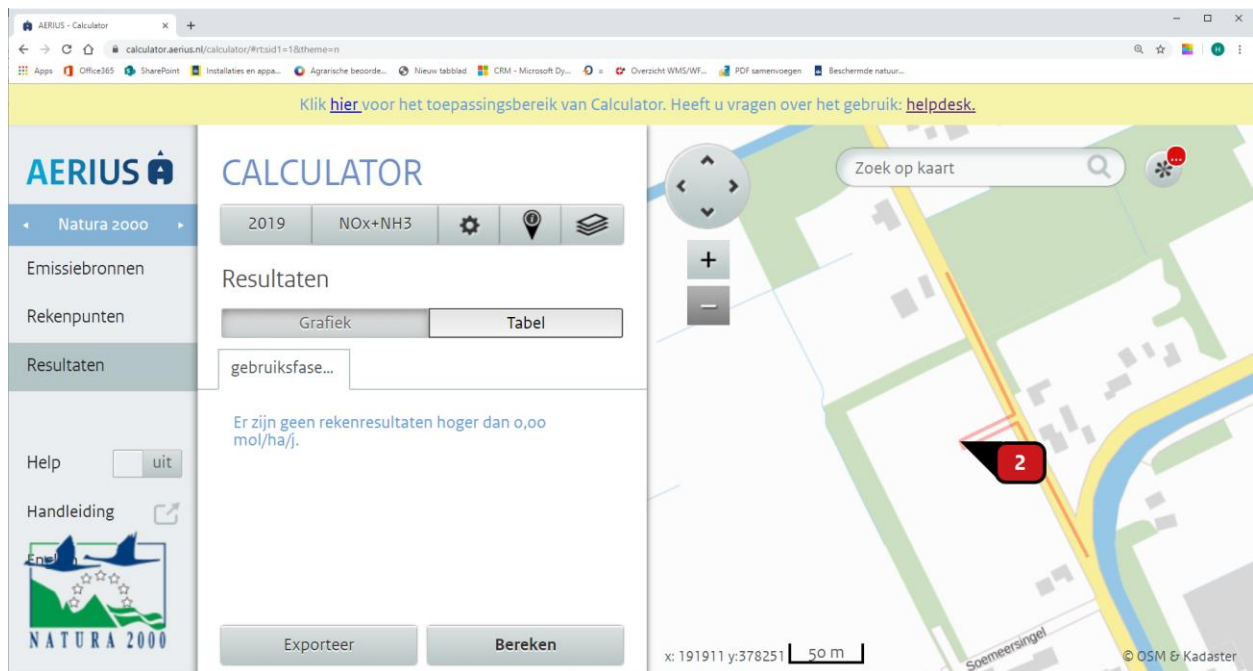 AERIUS - Calculator
calculator.aerius.nl/calculator/#rt:sid1=1&theme=n
Apps Office365 SharePoint Installaties en appa... Agrarische beoorde... Nieuw tabblad CRM - Microsoft Dy... = Overzicht WMS/WF... PDF samenvoegen Beschermde natuur...
Klik hier voor het toepassingsbereik van Calculator. Heeft u vragen over het gebruik: helpdesk.
AERIUS
CALCULATOR
Zoek op kaart
Natura 2000
2019 NOx+NH3
Emissiebronnen
Resultaten
Rekenpunten
Grafiek Tabel
Resultaten
gebruiksfase...
Er zijn geen rekenresultaten hoger dan 0,00
mol/ha/j.
2
Help uit
Handleiding
NATURA 2000
Exporteer Bereken
x: 191911 y:378251 50 m
Soemeersingel
© OSM & Kadaster